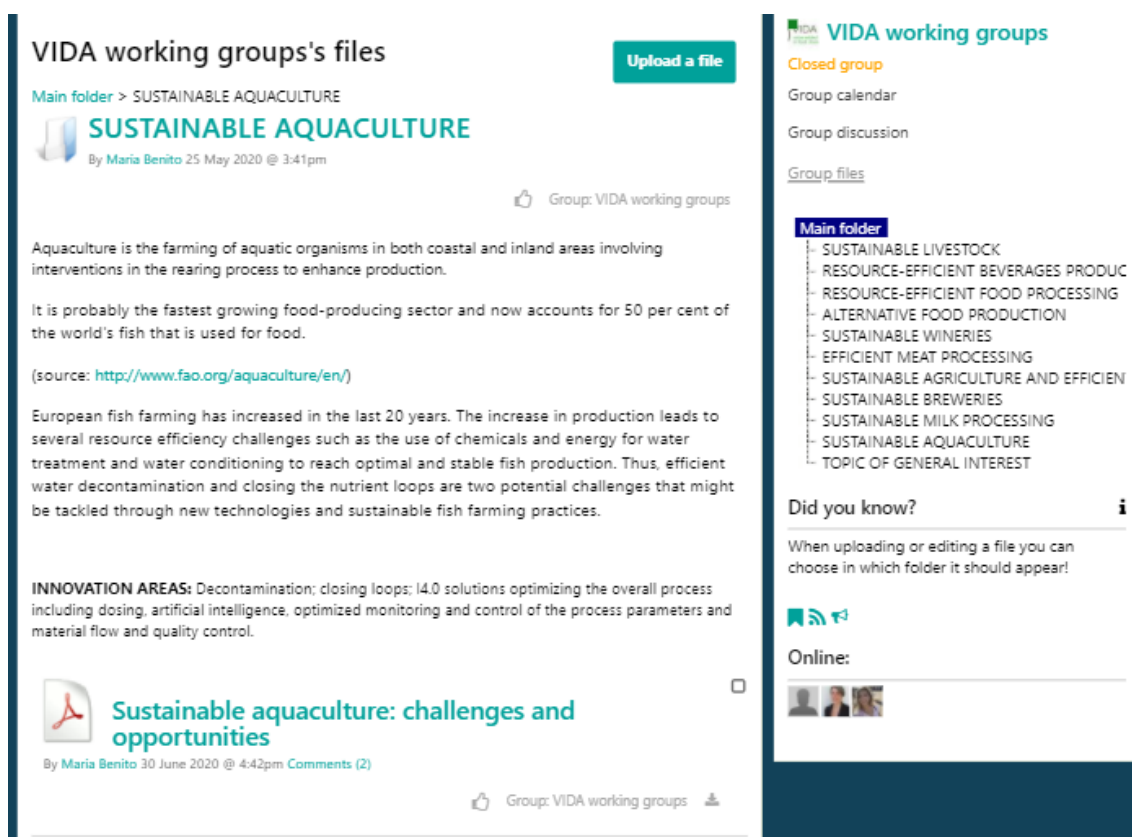 VIDA working groups's files
Upload a file
Main folder > SUSTAINABLE AQUACULTURE
SUSTAINABLE AQUACULTURE
By Maria Benito 25 May 2020 @ 3:41pm
Group: VIDA working groups
Aquaculture is the farming of aquatic organisms in both coastal and inland areas involving
interventions in the rearing process to enhance production.
It is probably the fastest growing food-producing sector and now accounts for 50 per cent of
the world's fish that is used for food.
(source: http://www.fao.org/aquaculture/en/)
European fish farming has increased in the last 20 years. The increase in production leads to
several resource efficiency challenges such as the use of chemicals and energy for water
treatment and water conditioning to reach optimal and stable fish production. Thus, efficient
water decontamination and closing the nutrient loops are two potential challenges that might
be tackled through new technologies and sustainable fish farming practices.
INNOVATION AREAS: Decontamination; closing loops; I4.0 solutions optimizing the overall process
including dosing, artificial intelligence, optimized monitoring and control of the process parameters and
material flow and quality control.
Sustainable aquaculture: challenges and
opportunities
By Maria Benito 30 June 2020 @ 4:42pm Comments (2)
Group: VIDA working groups
VIDA
VIDA working groups
Closed group
Group calendar
Group discussion
Group files
Main folder
SUSTAINABLE LIVESTOCK
RESOURCE-EFFICIENT BEVERAGES PRODUC
RESOURCE-EFFICIENT FOOD PROCESSING
ALTERNATIVE FOOD PRODUCTION
SUSTAINABLE WINERIES
EFFICIENT MEAT PROCESSING
SUSTAINABLE AGRICULTURE AND EFFICIEN
SUSTAINABLE BREWERIES
SUSTAINABLE MILK PROCESSING
SUSTAINABLE AQUACULTURE
TOPIC OF GENERAL INTEREST
Did you know?
When uploading or editing a file you can
choose in which folder it should appear!
Online: